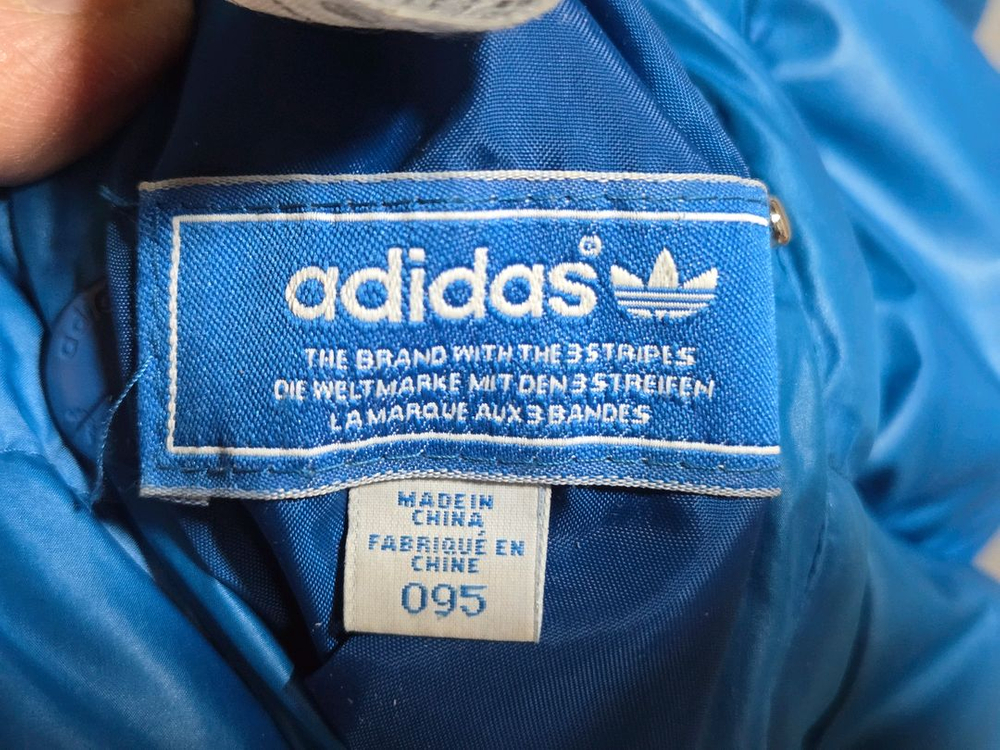 adidas®
THE BRAND WITH THE 3 STRIPES
DIE WELTMARKE MIT DEN 3 STREIFEN
LA MARQUE AUX 3 BANDES
MADE IN
CHINA
FABRIQUÉ EN
CHINE
095